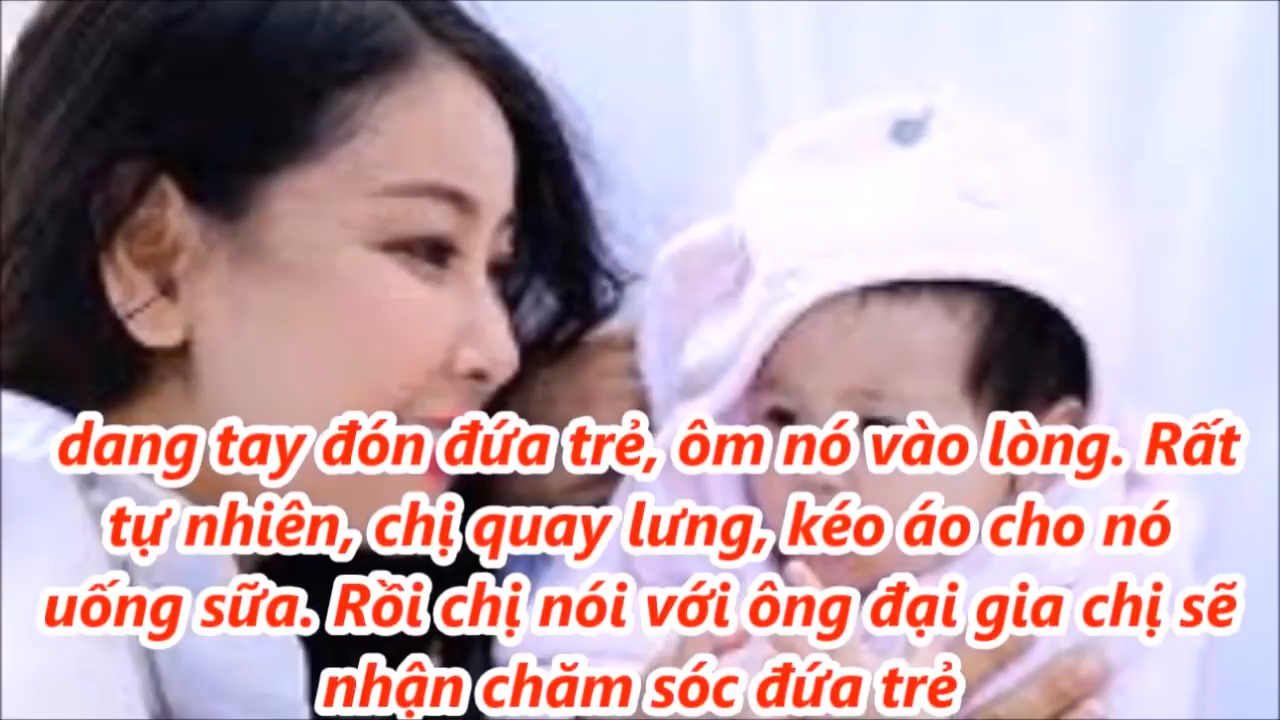 dang tay đón đứa trẻ, ôm nó vào lòng. Rất
tự nhiên, chị quay lưng, kéo áo cho nó
uống sữa. Rồi chị nói với ông đại gia chị sẽ
nhận chăm sóc đứa trẻ